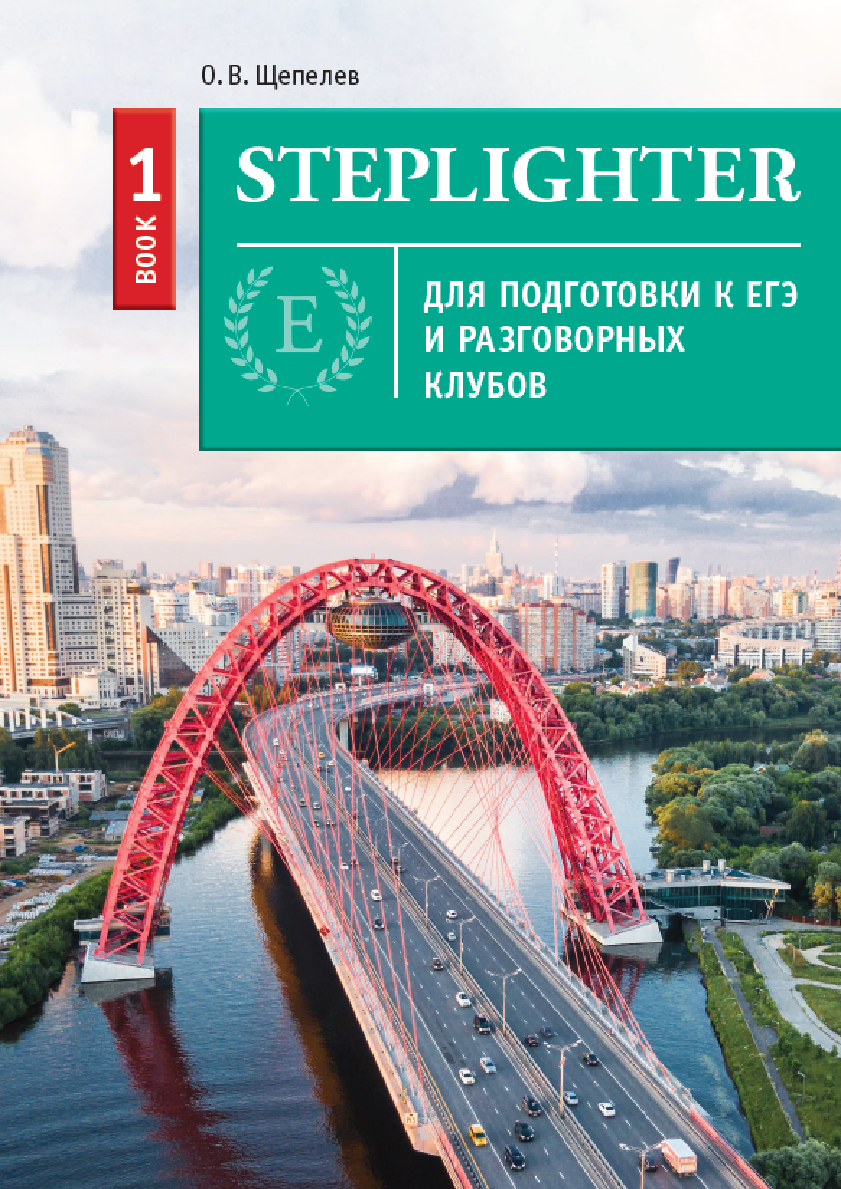 О. В. Щепелев
BOOK 1
STEPLIGHTER
E
ДЛЯ ПОДГОТОВКИ К ЕГЭ
И РАЗГОВОРНЫХ
КЛУБОВ